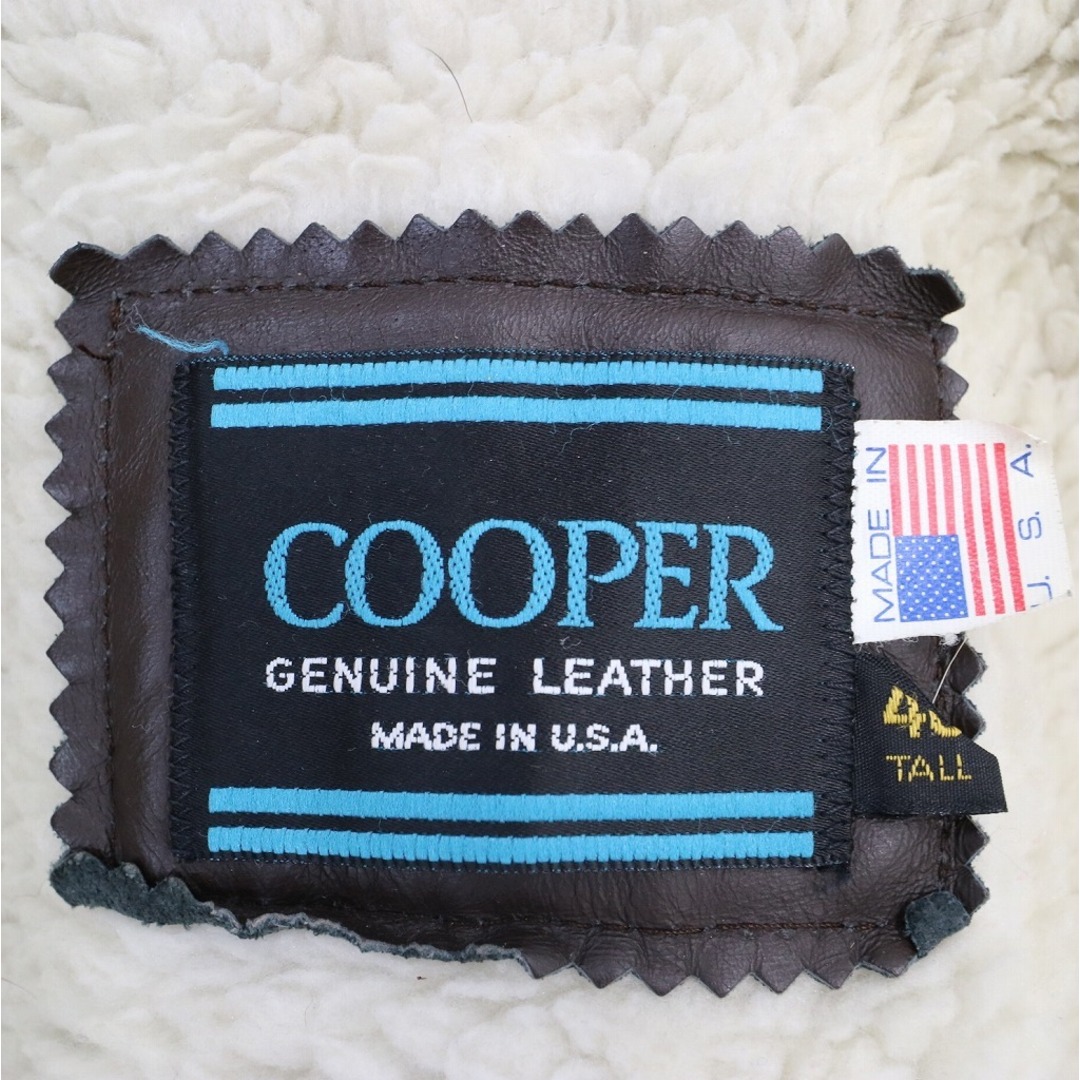 COOPER
GENUINE LEATHER
MADE IN U.S.A.
MADE IN
U. S. A.
TALL